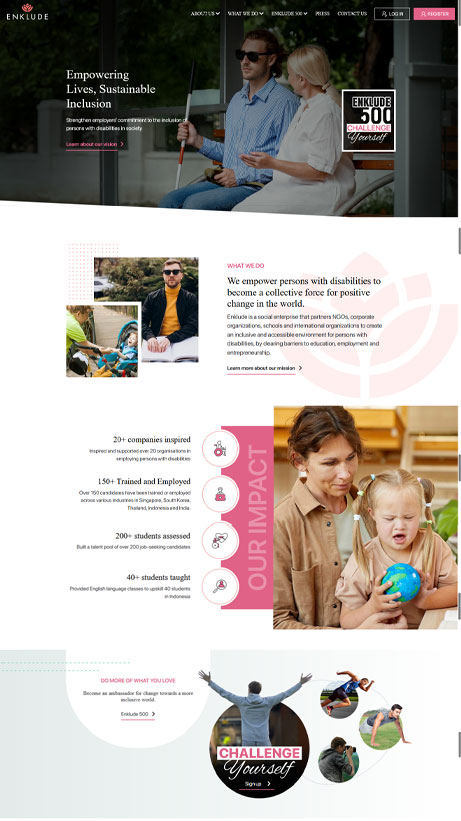 ENKLUDE
ABOUT US
WHAT WE DO
ENKLUDE 500
PRESS
CONTACT US
LOG IN
REGISTER
Empowering
Lives, Sustainable
Inclusion
Strengthen employers' commitment to the inclusion of
persons with disabilities in society
Learn about our vision
ENKLUDE
500
CHALLENGE
Yourself
WHAT WE DO
We empower persons with disabilities to
become a collective force for positive
change in the world.
Enklude is a social enterprise that partners NGOs, corporate
organizations, schools and international organizations to create
an inclusive and accessible environment for persons with
disabilities, by clearing barriers to education, employment and
entrepreneurship.
Learn more about our mission
20+ companies inspired
Inspired and supported over 20 organisations in
employing persons with disabilities
150+ Trained and Employed
Over 150 candidates have been trained or employed
across various industries in Singapore, South Korea,
Thailand, Indonesia and India.
200+ students assessed
Built a talent pool of over 200 job-seeking candidates
40+ students taught
Provided English language classes to upskill 40 students
in Indonesia
OUR IMPACT
DO MORE OF WHAT YOU LOVE
Become an ambassador for change towards a more
inclusive world.
Enklude 500
CHALLENGE
Yourself
Sign up